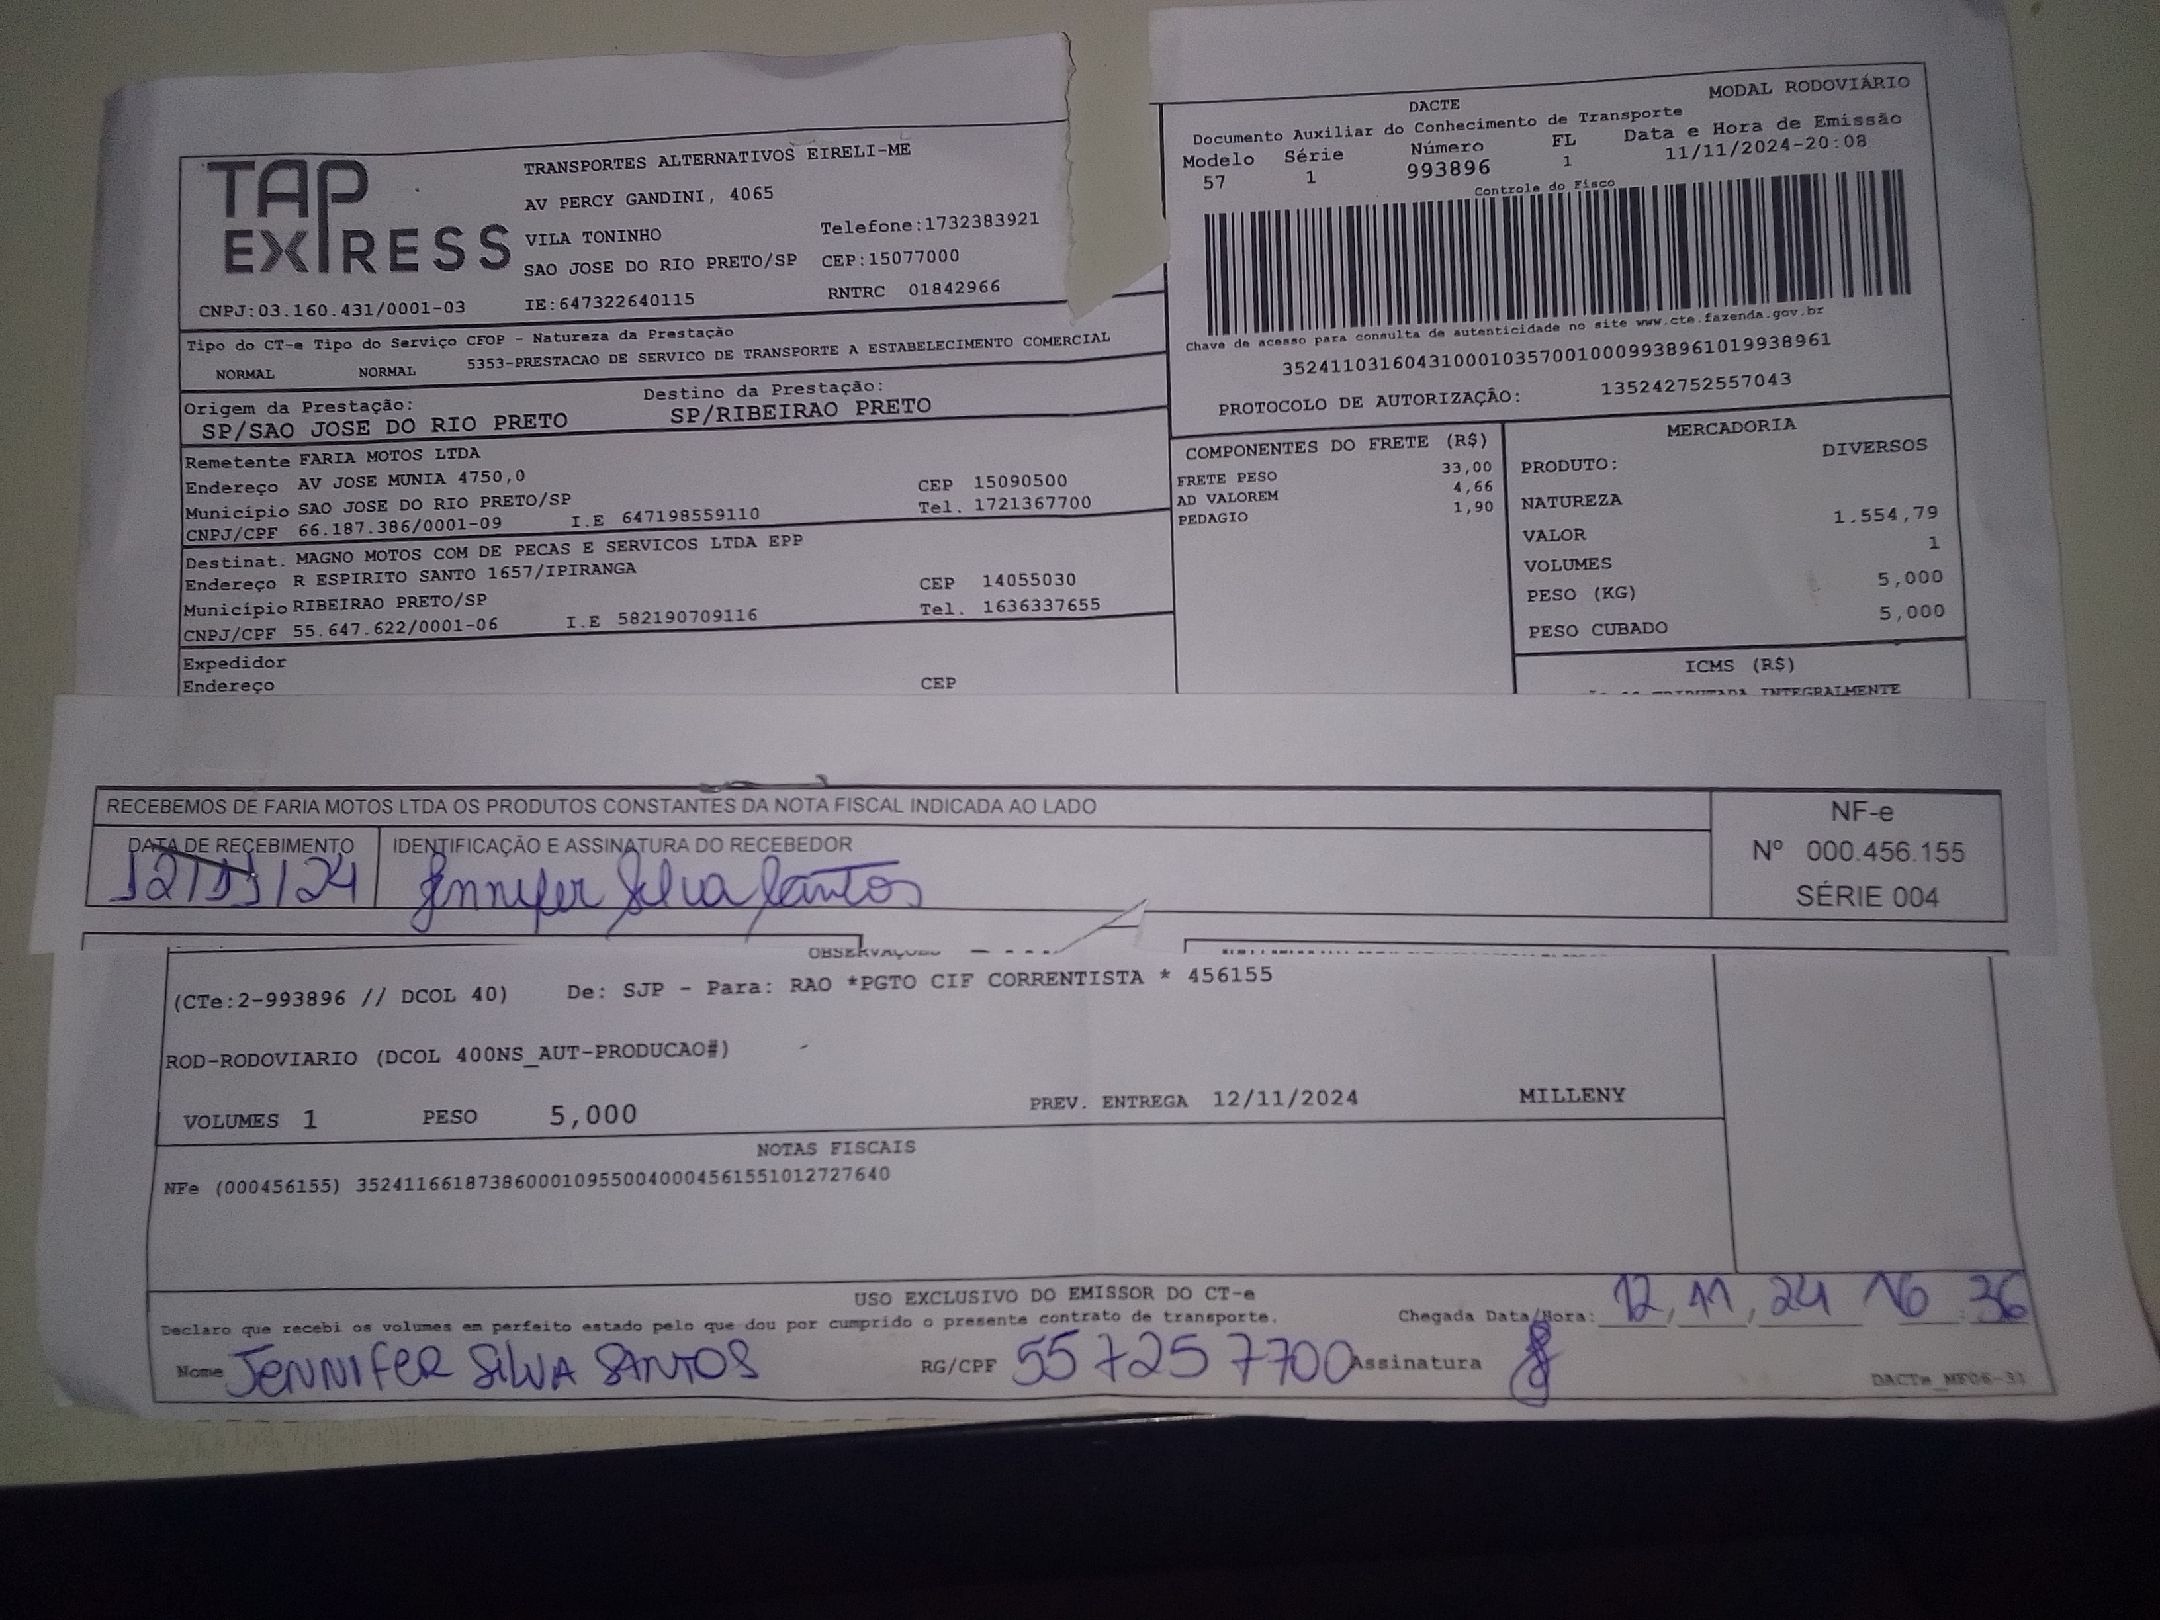 TAP EXPRESS
TRANSPORTES ALTERNATIVOS EIRELI-ME
AV PERCY GANDINI, 4065
VILA TONINHO Telefone:1732383921
SAO JOSE DO RIO PRETO/SP CEP:15077000
CNPJ:03.160.431/0001-03 IE:647322640115 RNTRC 01842966
Tipo do CT-e Tipo do Serviço CFOP - Natureza da Prestação
NORMAL NORMAL 5353-PRESTACAO DE SERVICO DE TRANSPORTE A ESTABELECIMENTO COMERCIAL
Origem da Prestação: Destino da Prestação:
SP/SAO JOSE DO RIO PRETO SP/RIBEIRAO PRETO
Remetente FARIA MOTOS LTDA
Endereço AV JOSE MUNIA 4750,0 CEP 15090500
Município SAO JOSE DO RIO PRETO/SP Tel. 1721367700
CNPJ/CPF 66.187.386/0001-09 I.E 647198559110
Destinat. MAGNO MOTOS COM DE PECAS E SERVICOS LTDA EPP
Endereço R ESPIRITO SANTO 1657/IPIRANGA CEP 14055030
Município RIBEIRAO PRETO/SP Tel. 1636337655
CNPJ/CPF 55.647.622/0001-06 I.E 582190709116
Expedidor
Endereço CEP
MODAL RODOVIÁRIO
DACTE
Documento Auxiliar do Conhecimento de Transporte
Modelo Série Número FL Data e Hora de Emissão
57 1 993896 1 11/11/2024-20:08
Controle do Fisco
Chave de acesso para consulta de autenticidade no site www.cte.fazenda.gov.br
35241103160431000103570010009938961019938961
PROTOCOLO DE AUTORIZAÇÃO: 135242752557043
COMPONENTES DO FRETE (R$)
FRETE PESO 33,00
AD VALOREM 4,66
PEDAGIO 1,90
MERCADORIA
PRODUTO: DIVERSOS
NATUREZA
VALOR 1.554,79
VOLUMES 1
PESO (KG) 5,000
PESO CUBADO 5,000
ICMS (R$)
TRIBUTADA INTEGRALMENTE
RECEBEMOS DE FARIA MOTOS LTDA OS PRODUTOS CONSTANTES DA NOTA FISCAL INDICADA AO LADO
DATA DE RECEBIMENTO IDENTIFICAÇÃO E ASSINATURA DO RECEBEDOR
12/11/24 Jennifer Silva Santos
NF-e
Nº 000.456.155
SÉRIE 004
OBSERVAÇÕES
(CTe:2-993896 // DCOL 40) De: SJP - Para: RAO *PGTO CIF CORRENTISTA * 456155
ROD-RODOVIARIO (DCOL 400NS_AUT-PRODUCAO#)
VOLUMES 1 PESO 5,000 PREV. ENTREGA 12/11/2024 MILLENY
NOTAS FISCAIS
NFe (000456155) 35241166187386000109550040004561551012727640
USO EXCLUSIVO DO EMISSOR DO CT-e
Declaro que recebi os volumes em perfeito estado pelo que dou por cumprido o presente contrato de transporte. Chegada Data/Hora: 12/11/24 16:36
Nome JENNIFER SILVA SANTOS RG/CPF 557257700 Assinatura
DACTe_MF06-31